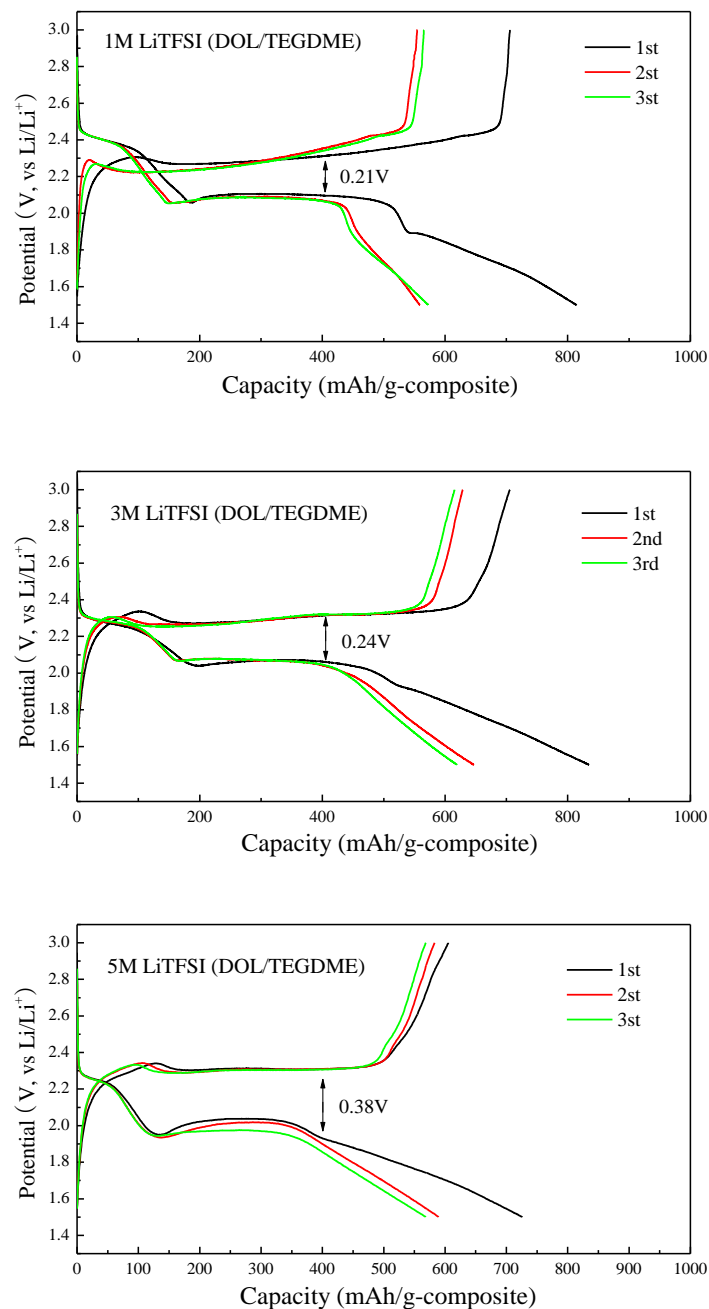 1M LiTFSI (DOL/TEGDME)
1st
2st
3st
0.21V
3.0
2.8
2.6
2.4
2.2
2.0
1.8
1.6
1.4
0
200
400
600
800
1000
Potential（V, vs Li/Li⁺）
Capacity (mAh/g-composite)
3M LiTFSI (DOL/TEGDME)
1st
2nd
3rd
0.24V
3.0
2.8
2.6
2.4
2.2
2.0
1.8
1.6
1.4
0
200
400
600
800
1000
Potential（V, vs Li/Li⁺）
Capacity (mAh/g-composite)
5M LiTFSI (DOL/TEGDME)
1st
2st
3st
0.38V
3.0
2.8
2.6
2.4
2.2
2.0
1.8
1.6
1.4
0
100
200
300
400
500
600
700
800
900
1000
Potential（V, vs Li/Li⁺）
Capacity (mAh/g-composite)